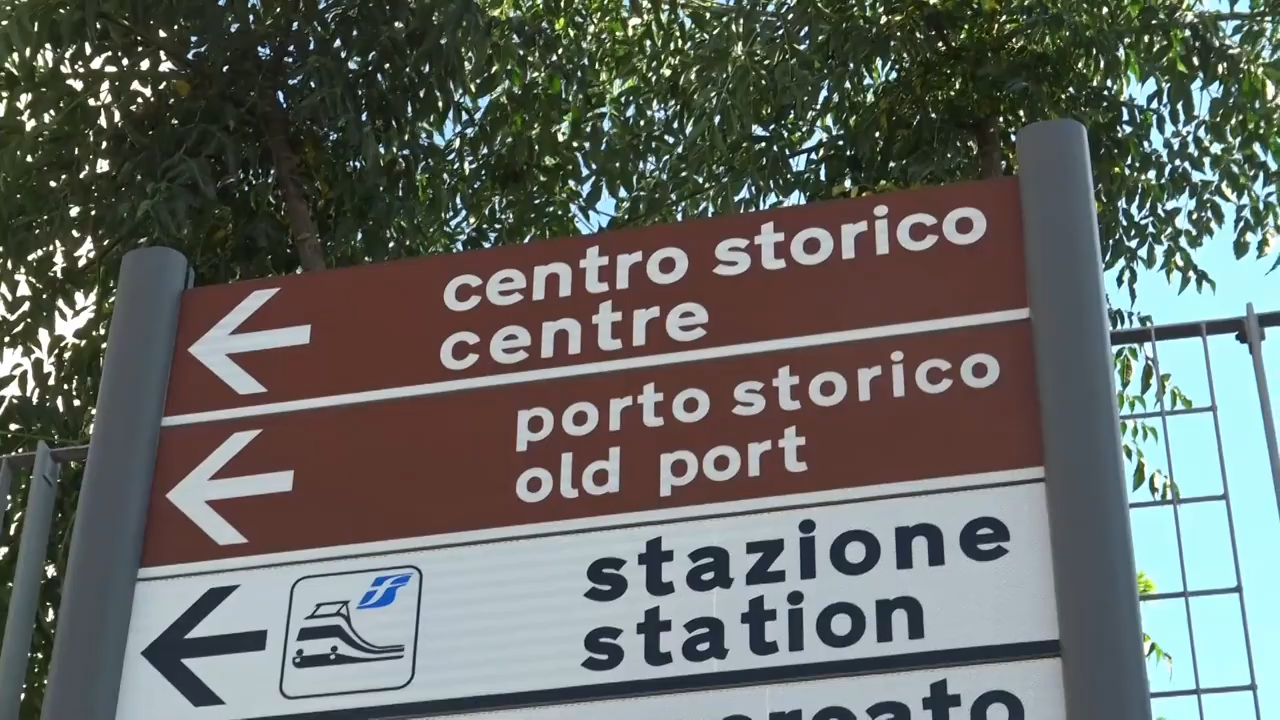 centro storico
centre
porto storico
old port
stazione
station